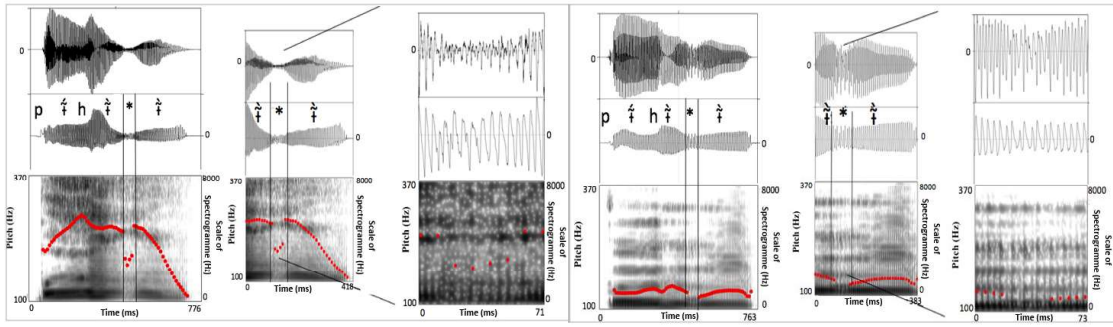 0
p ɨ̃́ h ɨ̃́ * ɨ̃̀
0
370
8000
Pitch (Hz)
Scale of
Spectrogramme (Hz)
100
0
Time (ms)
776
0
ɨ̃̀ * ɨ̃̀
0
370
8000
Pitch (Hz)
Scale of
Spectrogramme (Hz)
100
0
Time (ms)
418
0
0
370
8000
Pitch (Hz)
Scale of
Spectrogramme (Hz)
100
0
Time (ms)
71
0
p ɨ̃́ h ɨ̃̀ * ɨ̃̀
0
370
8000
Pitch (Hz)
Scale of
Spectrogramme (Hz)
100
0
Time (ms)
763
0
ɨ̃̀ * ɨ̃̀
0
370
8000
Pitch (Hz)
Scale of
Spectrogramme (Hz)
100
0
Time (ms)
383
0
0
370
8000
Pitch (Hz)
Scale of
Spectrogramme (Hz)
100
0
Time (ms)
73